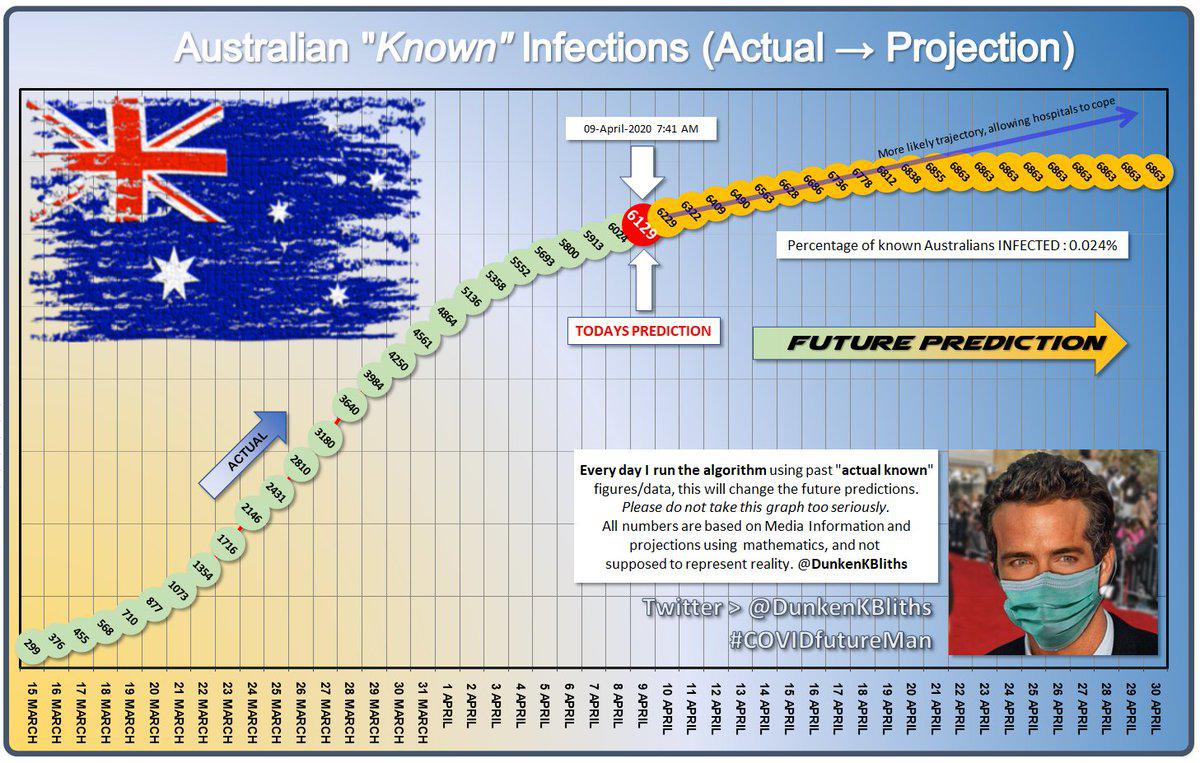 Australian "Known" Infections (Actual → Projection)
09-April-2020 7:41 AM
More likely trajectory, allowing hospitals to cope
299
376
455
568
710
877
1073
1354
1716
2146
2431
2810
3180
3640
3984
4250
4561
4864
5136
5358
5552
5693
5800
5913
6024
6129
6229
6322
6409
6490
6563
6628
6686
6736
6778
6812
6838
6855
6863
6863
6863
6863
6863
6863
6863
6863
6863
Percentage of known Australians INFECTED : 0.024%
TODAYS PREDICTION
FUTURE PREDICTION
ACTUAL
Every day I run the algorithm using past "actual known"
figures/data, this will change the future predictions.
Please do not take this graph too seriously.
All numbers are based on Media Information and
projections using mathematics, and not
supposed to represent reality. @DunkenKBliths
Twitter > @DunkenKBliths
#COVIDfutureMan
15 MARCH
16 MARCH
17 MARCH
18 MARCH
19 MARCH
20 MARCH
21 MARCH
22 MARCH
23 MARCH
24 MARCH
25 MARCH
26 MARCH
27 MARCH
28 MARCH
29 MARCH
30 MARCH
31 MARCH
1 APRIL
2 APRIL
3 APRIL
4 APRIL
5 APRIL
6 APRIL
7 APRIL
8 APRIL
9 APRIL
10 APRIL
11 APRIL
12 APRIL
13 APRIL
14 APRIL
15 APRIL
16 APRIL
17 APRIL
18 APRIL
19 APRIL
20 APRIL
21 APRIL
22 APRIL
23 APRIL
24 APRIL
25 APRIL
26 APRIL
27 APRIL
28 APRIL
29 APRIL
30 APRIL